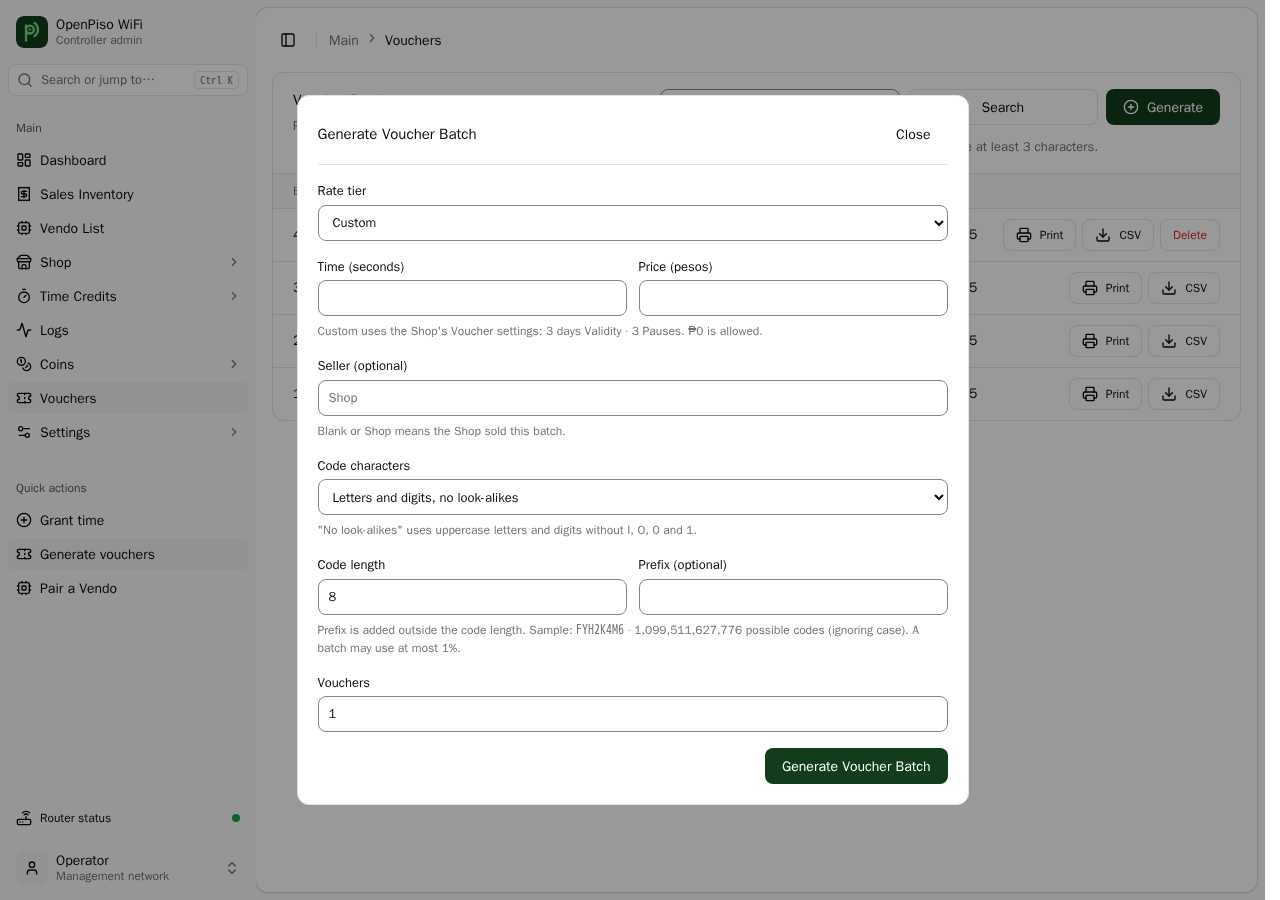 OpenPiso WiFi
Controller admin
Search or jump to···
Ctrl K
Main
Dashboard
Sales Inventory
Vendo List
Shop
Time Credits
Logs
Coins
Vouchers
Settings
Quick actions
Grant time
Generate vouchers
Pair a Vendo
Router status
Operator
Management network
Main
Vouchers
Search
Generate
at least 3 characters.
Print
CSV
Delete
Print
CSV
Print
CSV
Print
CSV
Generate Voucher Batch
Close
Rate tier
Custom
Time (seconds)
Price (pesos)
Custom uses the Shop's Voucher settings: 3 days Validity · 3 Pauses. ₱0 is allowed.
Seller (optional)
Shop
Blank or Shop means the Shop sold this batch.
Code characters
Letters and digits, no look-alikes
"No look-alikes" uses uppercase letters and digits without I, O, 0 and 1.
Code length
Prefix (optional)
8
Prefix is added outside the code length. Sample: FYH2K4M6 · 1,099,511,627,776 possible codes (ignoring case). A
batch may use at most 1%.
Vouchers
1
Generate Voucher Batch